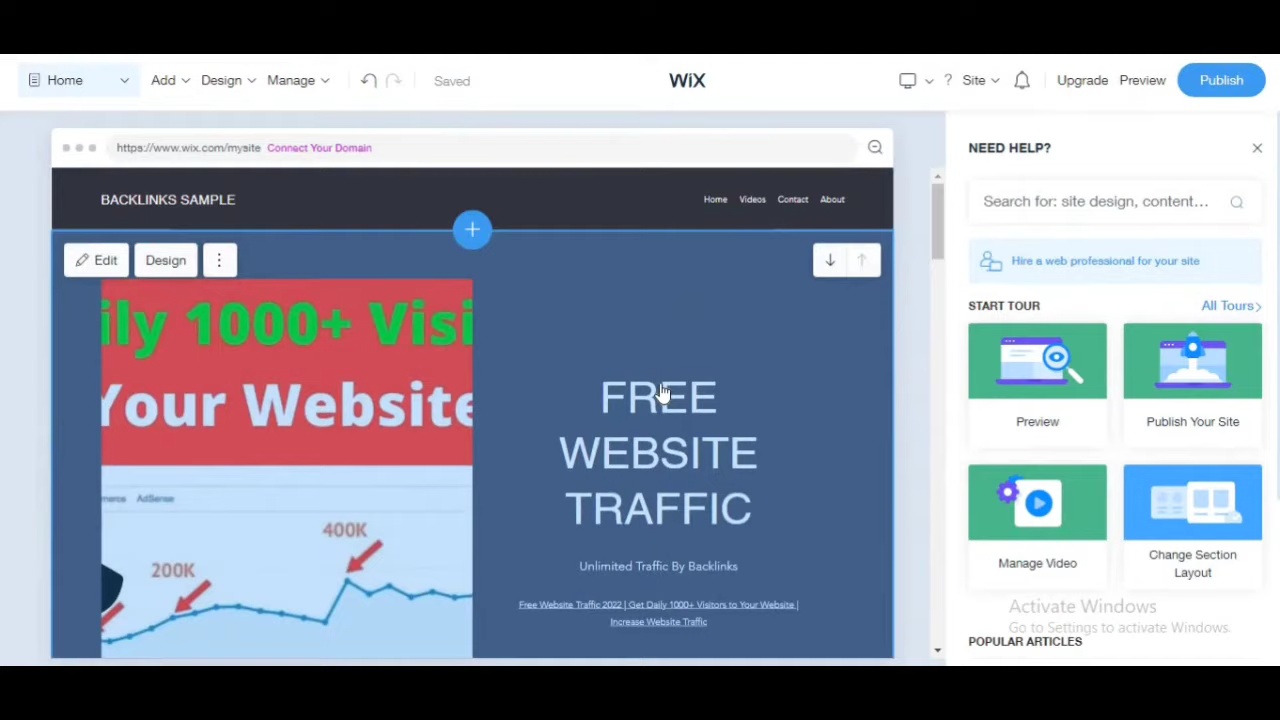 Home Add Design Manage Saved WiX ? Site Upgrade Preview Publish
https://www.wix.com/mysite Connect Your Domain
BACKLINKS SAMPLE Home Videos Contact About
Edit Design
ily 1000+ Visi
Your Website
merce AdSense
400K
200K
FREE
WEBSITE
TRAFFIC
Unlimited Traffic By Backlinks
Free Website Traffic 2022 | Get Daily 1000+ Visitors to Your Website |
Increase Website Traffic
NEED HELP?
Search for: site design, content...
Hire a web professional for your site
START TOUR All Tours
Preview
Publish Your Site
Manage Video
Change Section
Layout
Activate Windows
Go to Settings to activate Windows.
POPULAR ARTICLES